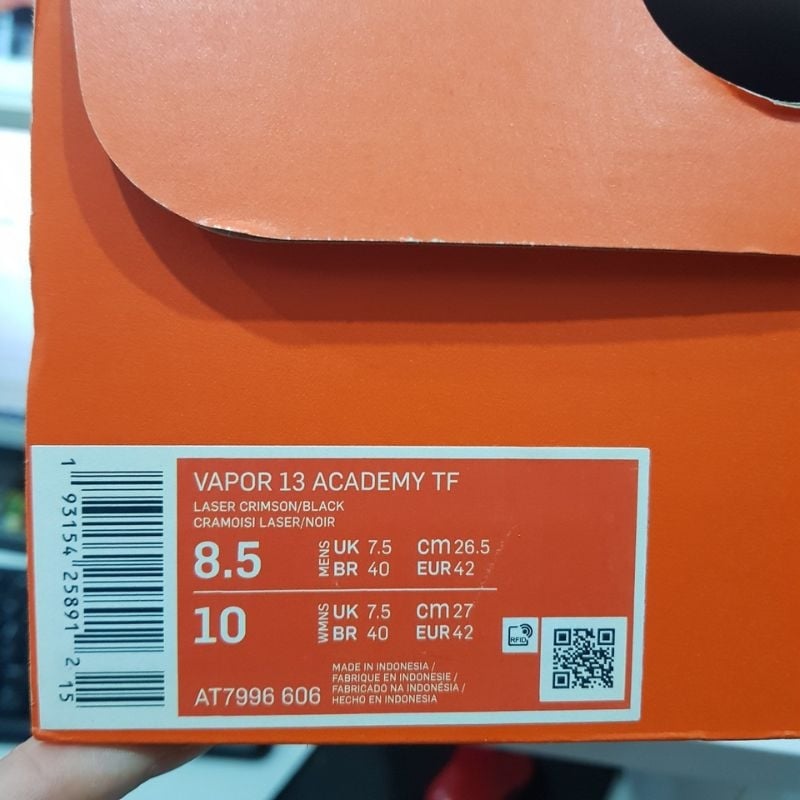 1 93154 25891 2 15
VAPOR 13 ACADEMY TF
LASER CRIMSON/BLACK
CRAMOISI LASER/NOIR
8.5 MENS UK 7.5 cm 26.5
BR 40 EUR 42
10 WMNS UK 7.5 cm 27
BR 40 EUR 42
RFID
MADE IN INDONESIA /
FABRIQUE EN INDONESIE /
FABRICADO NA INDONÉSIA /
HECHO EN INDONESIA
AT7996 606